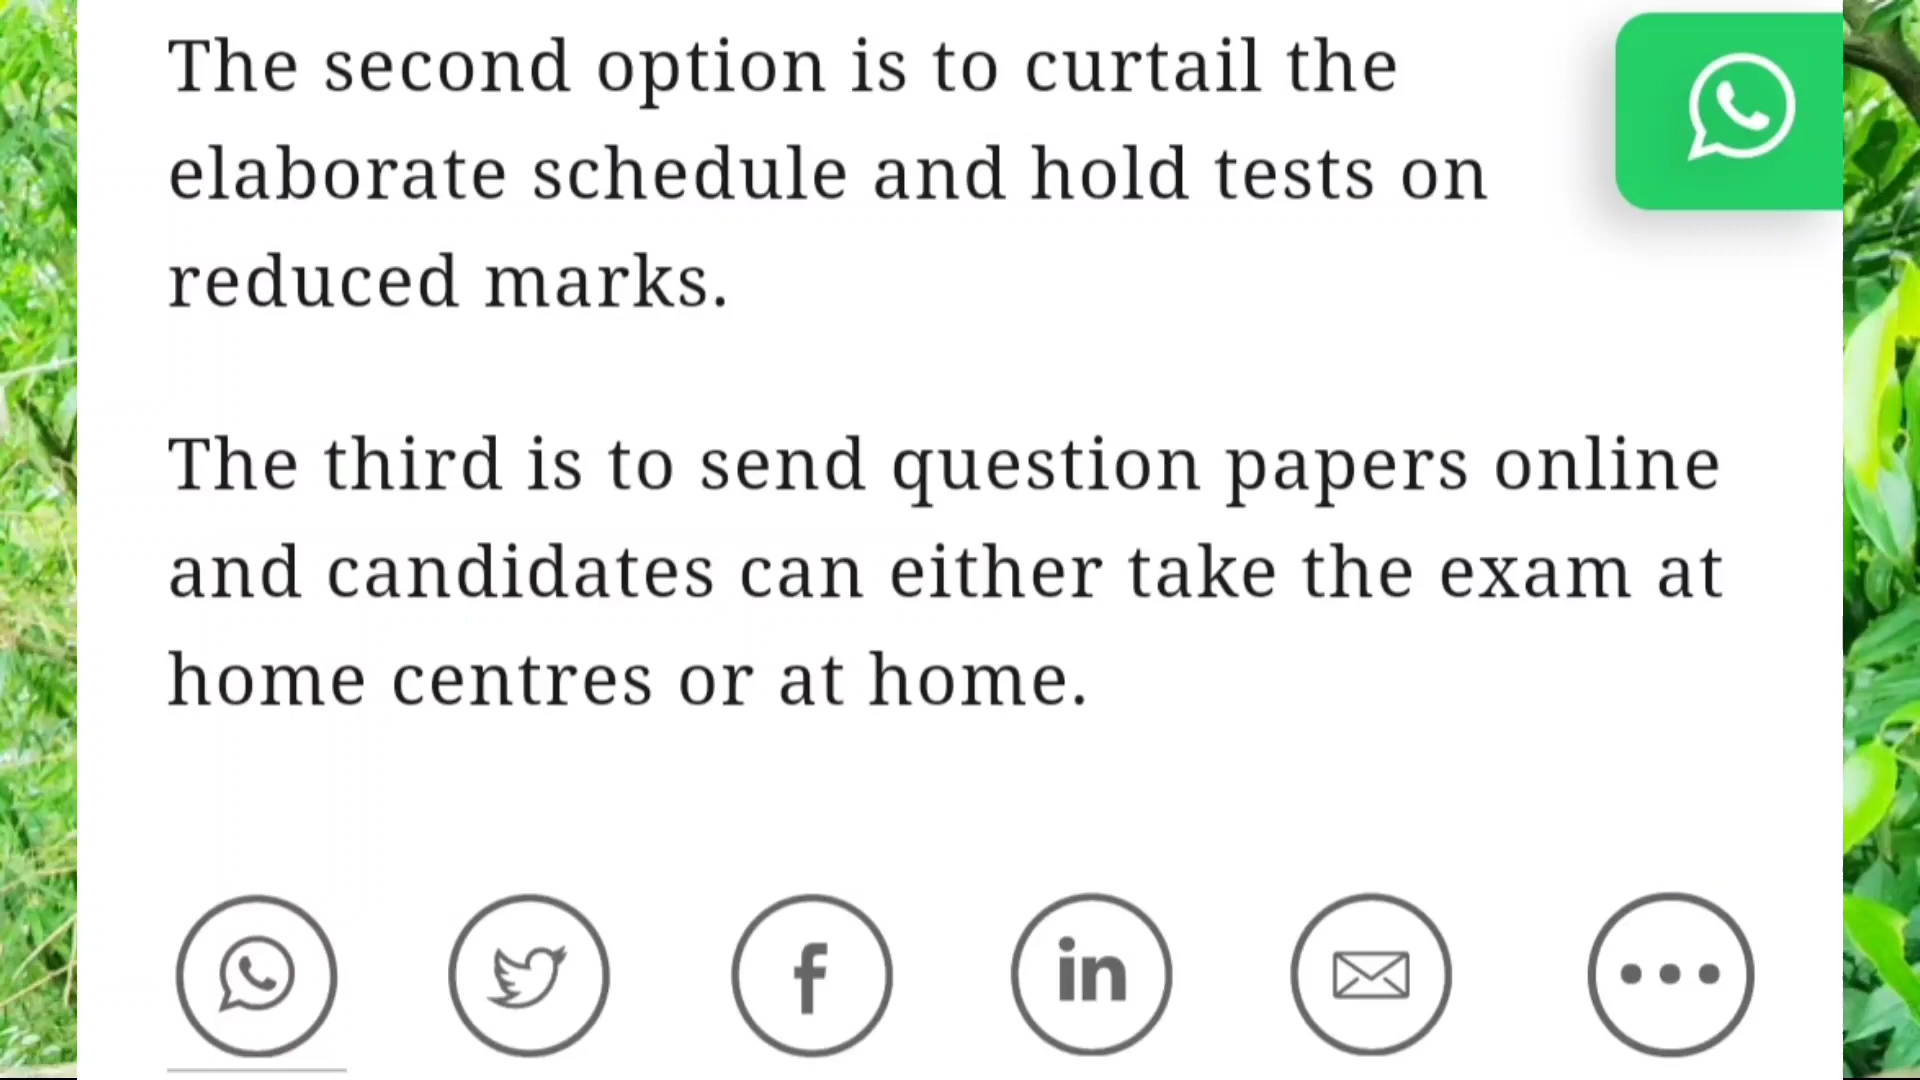 The second option is to curtail the
elaborate schedule and hold tests on
reduced marks.
The third is to send question papers online
and candidates can either take the exam at
home centres or at home.